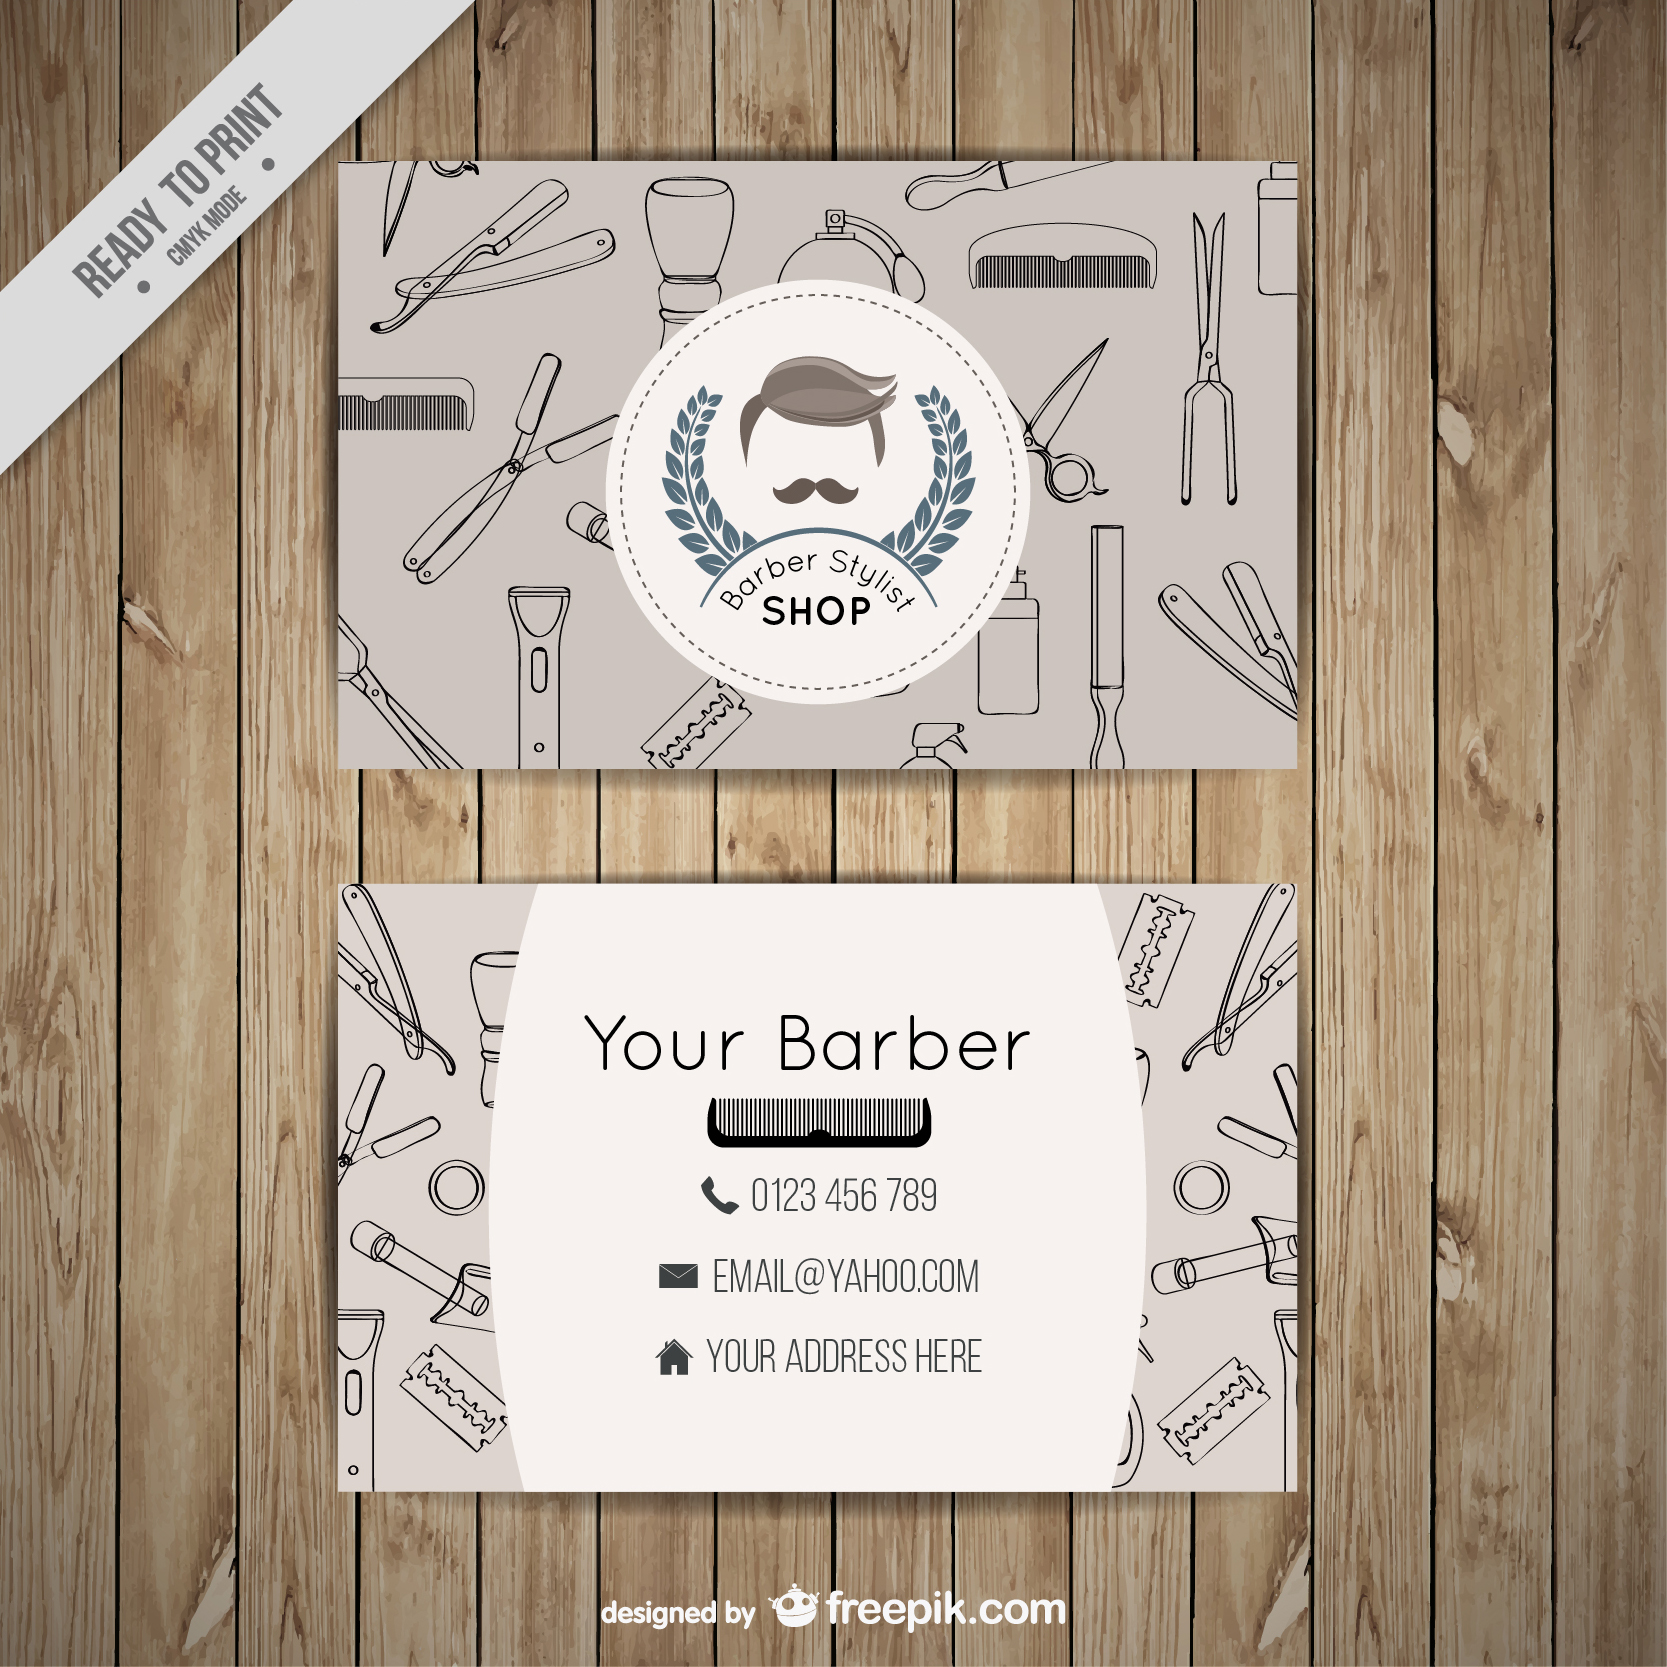 READY TO PRINT
CMYK MODE
Barber Stylist
SHOP
Your Barber
0123 456 789
EMAIL@YAHOO.COM
YOUR ADDRESS HERE
designed by freepik.com